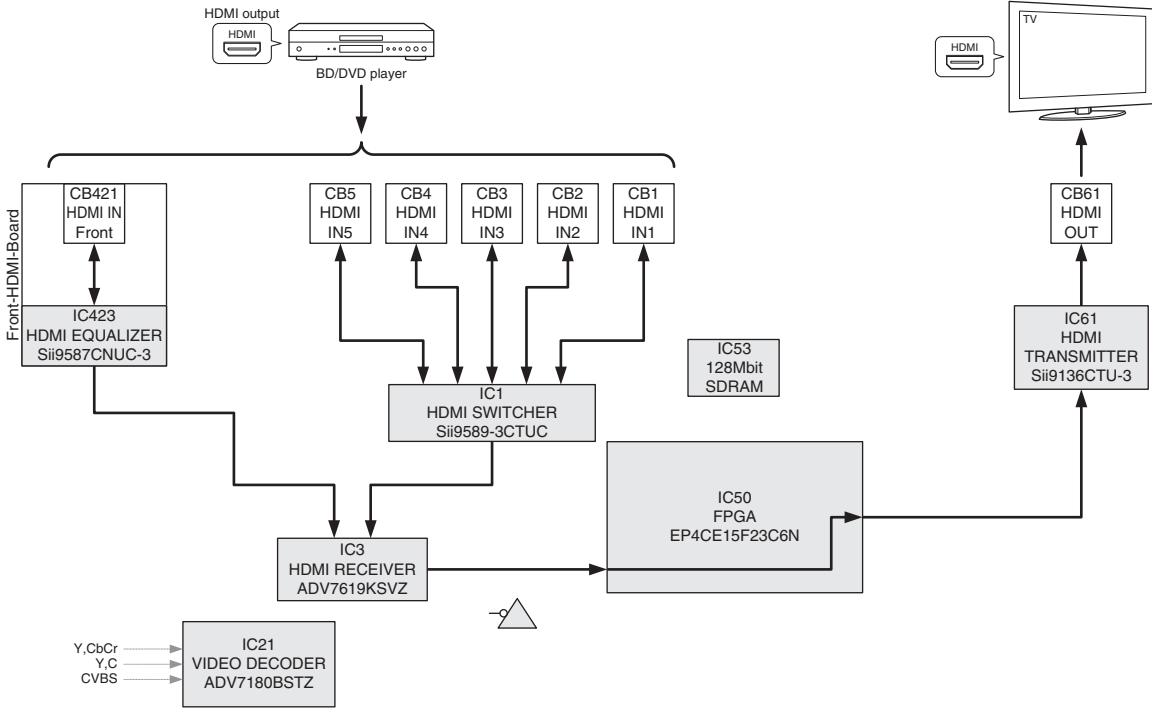 HDMI output
HDMI
BD/DVD player
TV
HDMI
Front-HDMI-Board
CB421
HDMI IN
Front
CB5
HDMI
IN5
CB4
HDMI
IN4
CB3
HDMI
IN3
CB2
HDMI
IN2
CB1
HDMI
IN1
CB61
HDMI
OUT
IC423
HDMI EQUALIZER
Sii9587CNUC-3
IC61
HDMI
TRANSMITTER
Sii9136CTU-3
IC53
128Mbit
SDRAM
IC1
HDMI SWITCHER
Sii9589-3CTUC
IC50
FPGA
EP4CE15F23C6N
IC3
HDMI RECEIVER
ADV7619KSVZ
Y,CbCr
Y,C
CVBS
IC21
VIDEO DECODER
ADV7180BSTZ